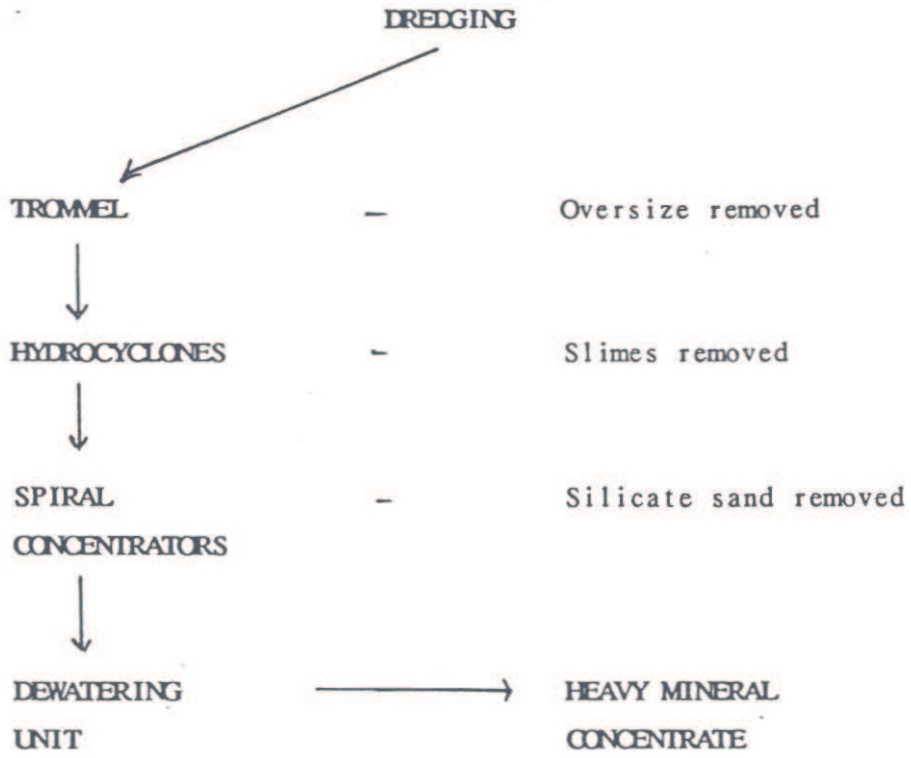 DREDGING
TROMMEL - Oversize removed
HYDROCYCLONES - Slimes removed
SPIRAL - Silicate sand removed
CONCENTRATORS
DEWATERING HEAVY MINERAL
UNIT CONCENTRATE